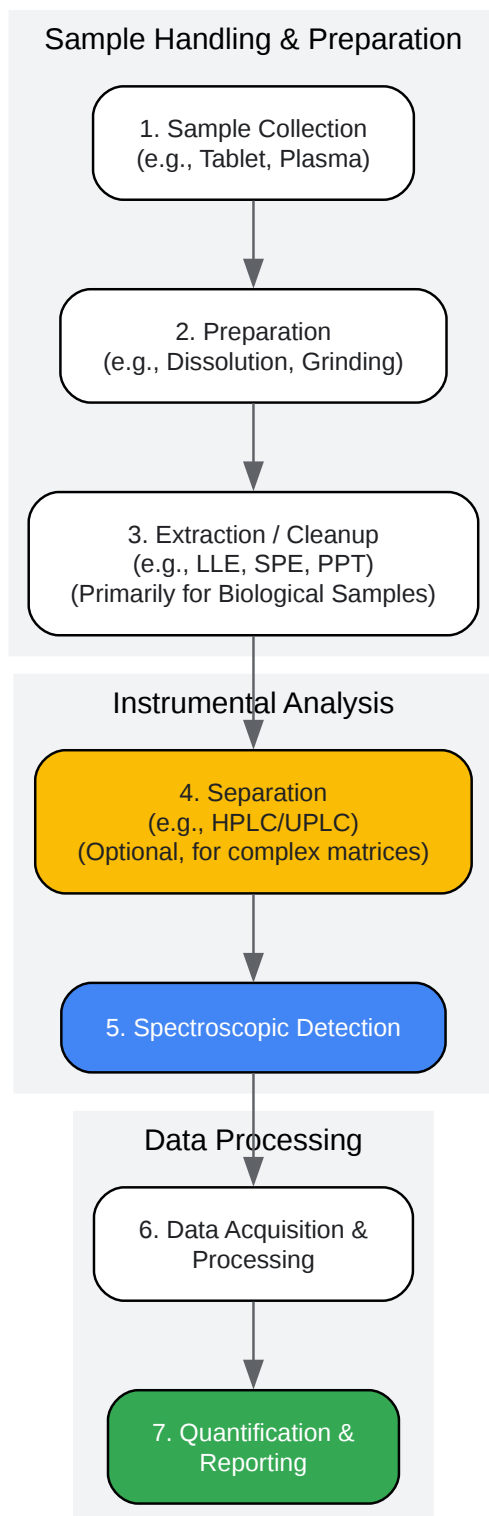 Sample Handling & Preparation
1. Sample Collection
(e.g., Tablet, Plasma)
2. Preparation
(e.g., Dissolution, Grinding)
3. Extraction / Cleanup
(e.g., LLE, SPE, PPT)
(Primarily for Biological Samples)
Instrumental Analysis
4. Separation
(e.g., HPLC/UPLC)
(Optional, for complex matrices)
5. Spectroscopic Detection
Data Processing
6. Data Acquisition &
Processing
7. Quantification &
Reporting